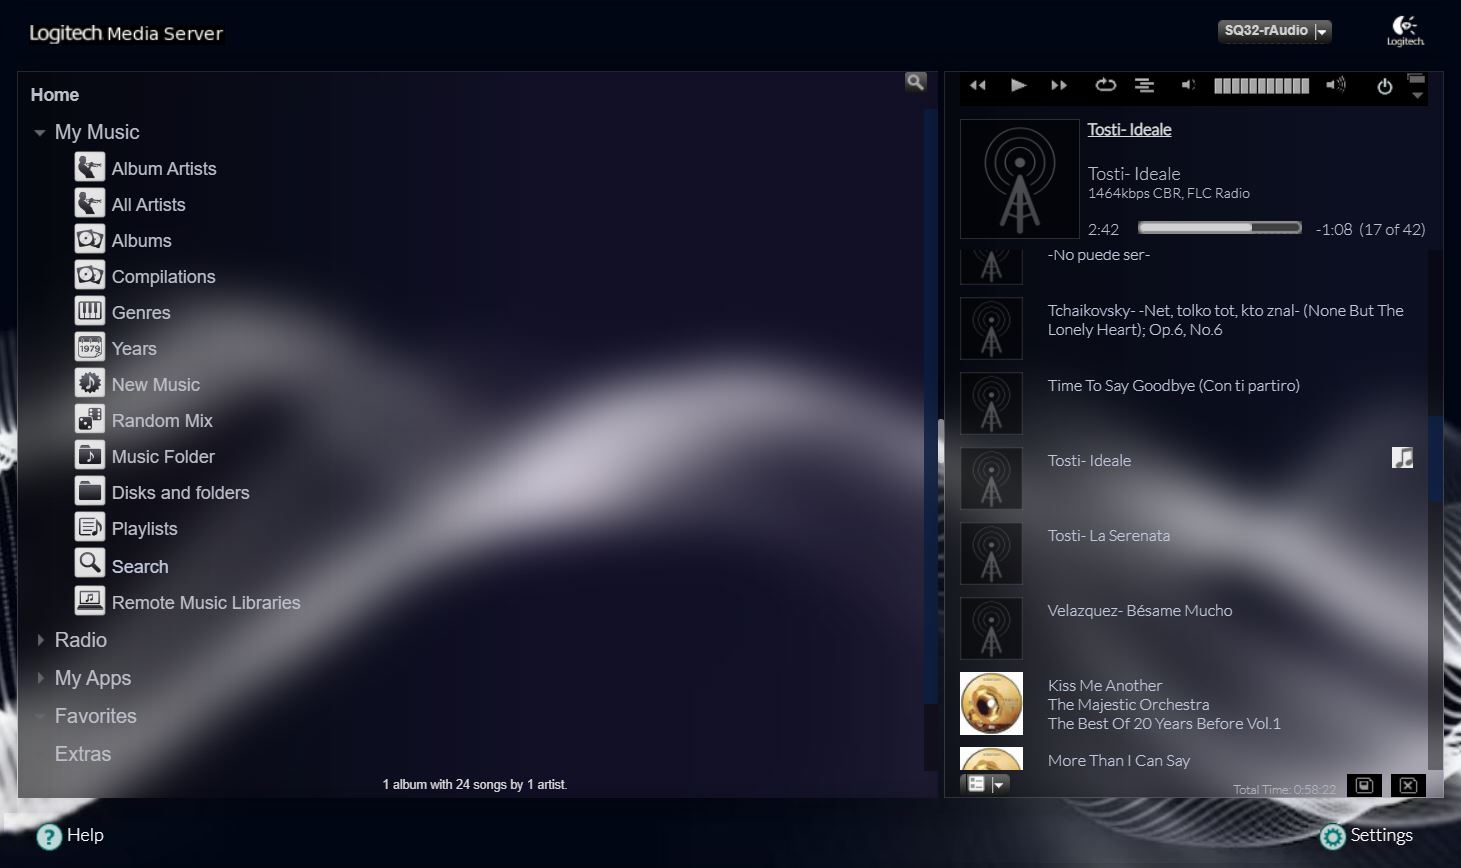 Logitech Media Server
SQ32-rAudio
Logitech
Home
My Music
Album Artists
All Artists
Albums
Compilations
Genres
1979 Years
New Music
Random Mix
Music Folder
Disks and folders
Playlists
Search
Remote Music Libraries
Radio
My Apps
Favorites
Extras
1 album with 24 songs by 1 artist.
Tosti- Ideale
Tosti- Ideale
1464kbps CBR, FLC Radio
2:42 -1:08 (17 of 42)
-No puede ser-
Tchaikovsky- -Net, tolko tot, kto znal- (None But The
Lonely Heart); Op.6, No.6
Time To Say Goodbye (Con ti partiro)
Tosti- Ideale
Tosti- La Serenata
Velazquez- Bésame Mucho
Kiss Me Another
The Majestic Orchestra
The Best Of 20 Years Before Vol.1
More Than I Can Say
Total Time: 0:58:22
? Help
Settings